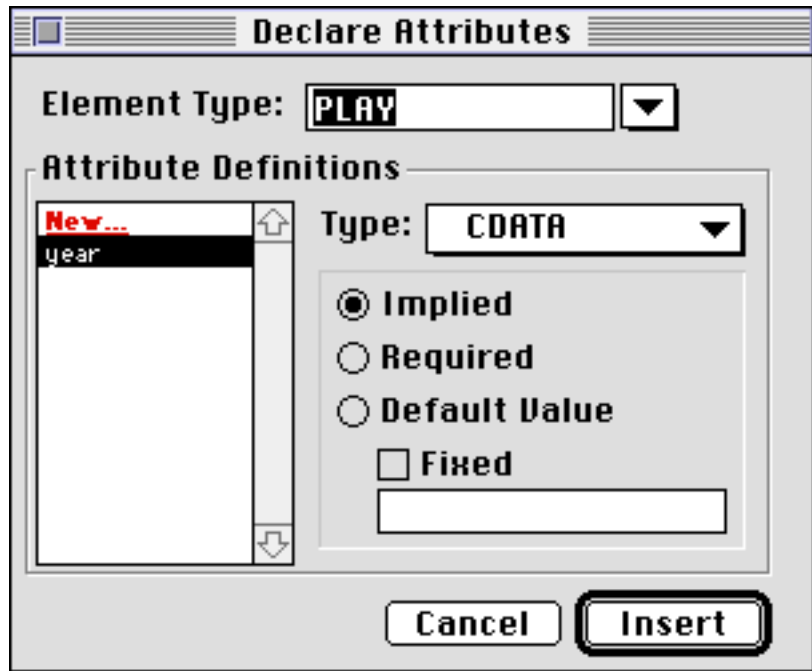 Declare Attributes
Element Type: PLAY
Attribute Definitions
New...
year
Type: CDATA
Implied
Required
Default Value
Fixed
Cancel Insert